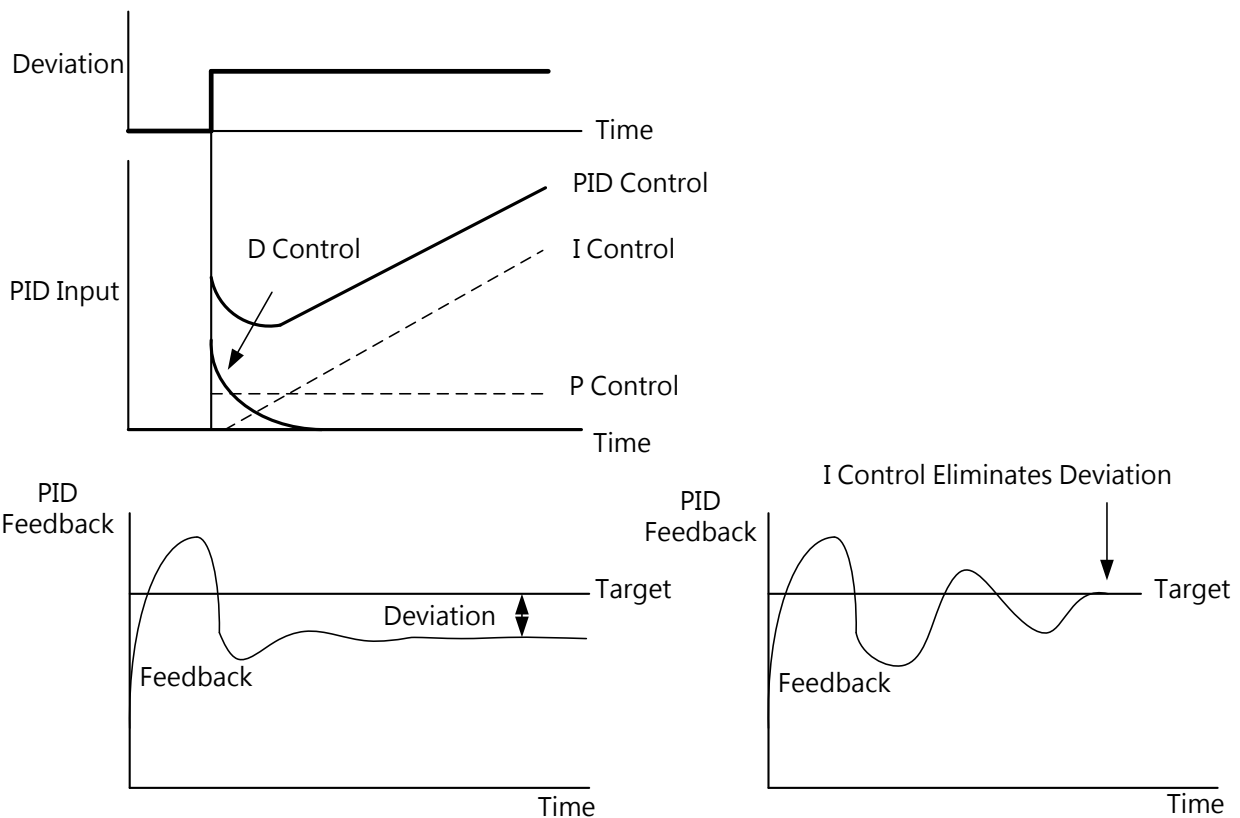 Deviation
Time
PID Control
D Control
I Control
PID Input
P Control
Time
I Control Eliminates Deviation
PID
Feedback
Target
Deviation
Feedback
Time
PID
Feedback
Target
Feedback
Time